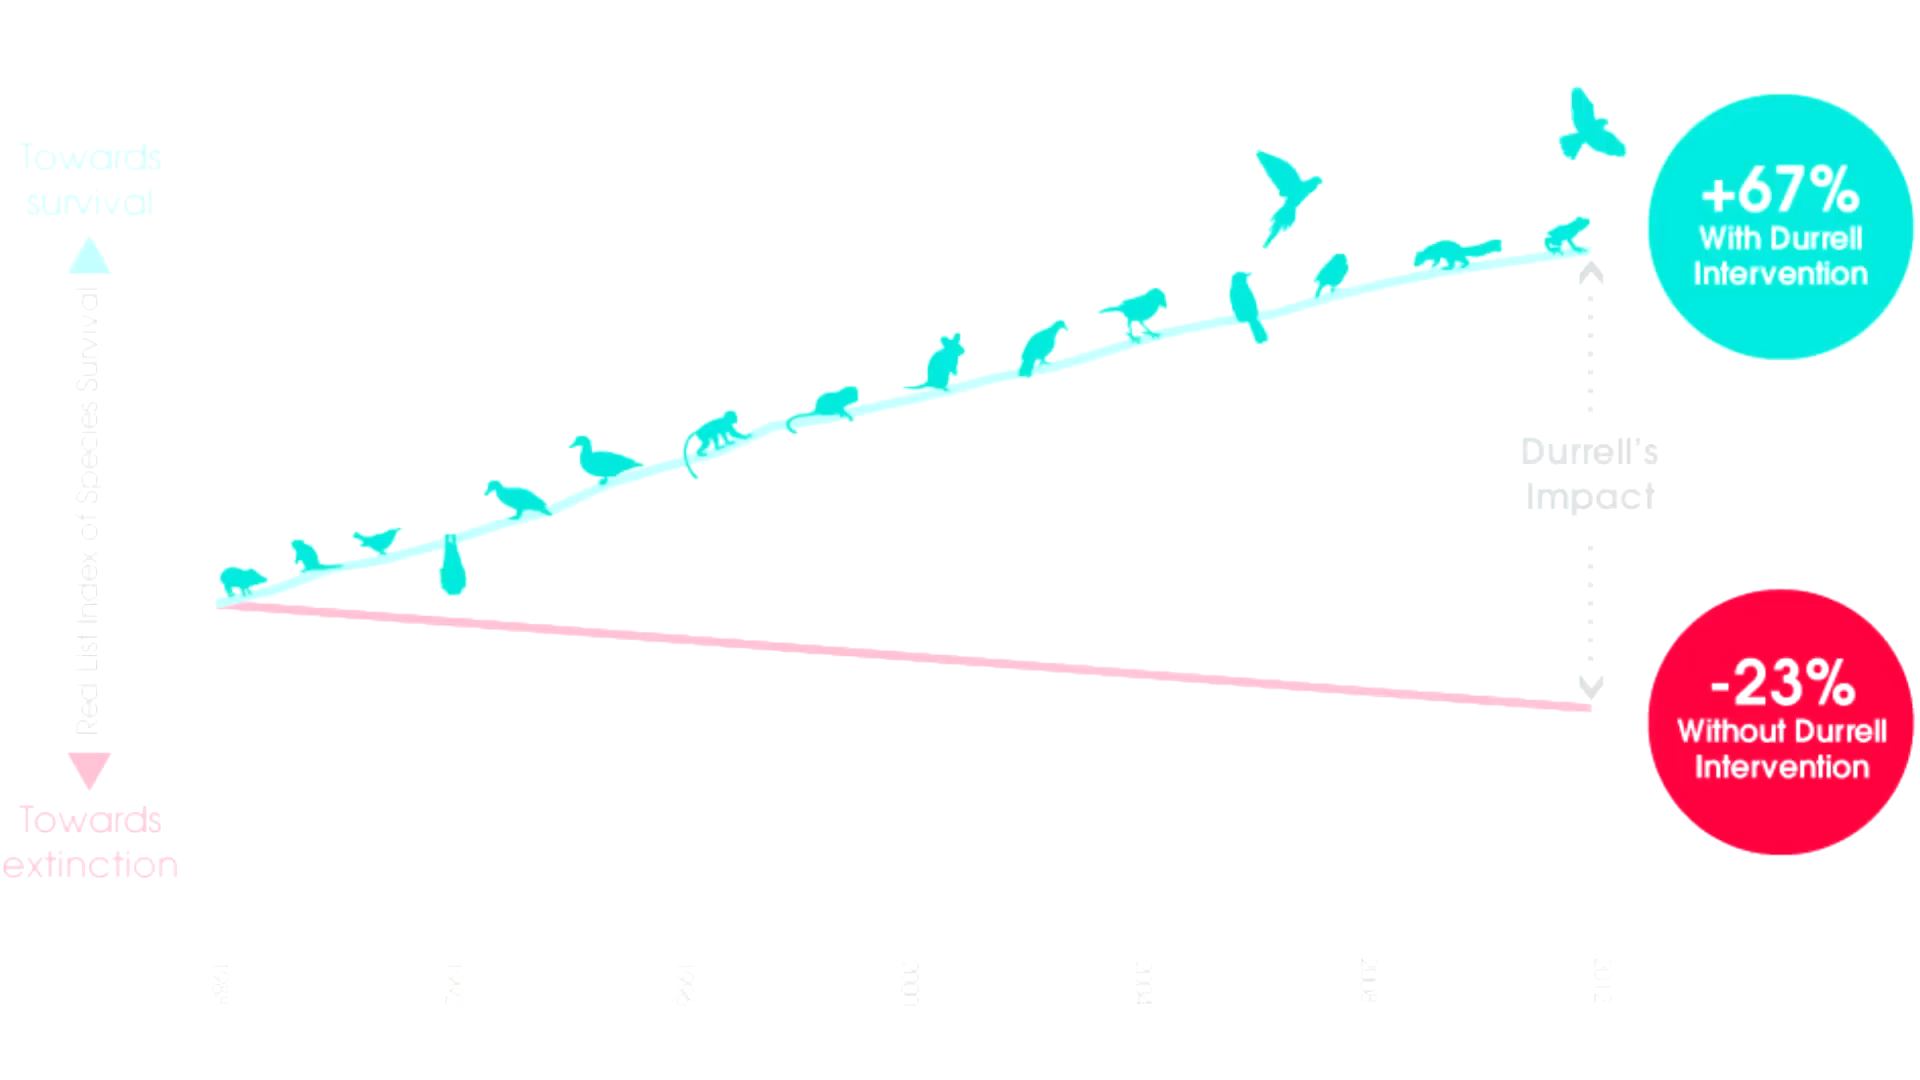 Towards
survival
Red List Index of Species Survival
Towards
extinction
+67%
With Durrell
Intervention
Durrell's
Impact
-23%
Without Durrell
Intervention
2012